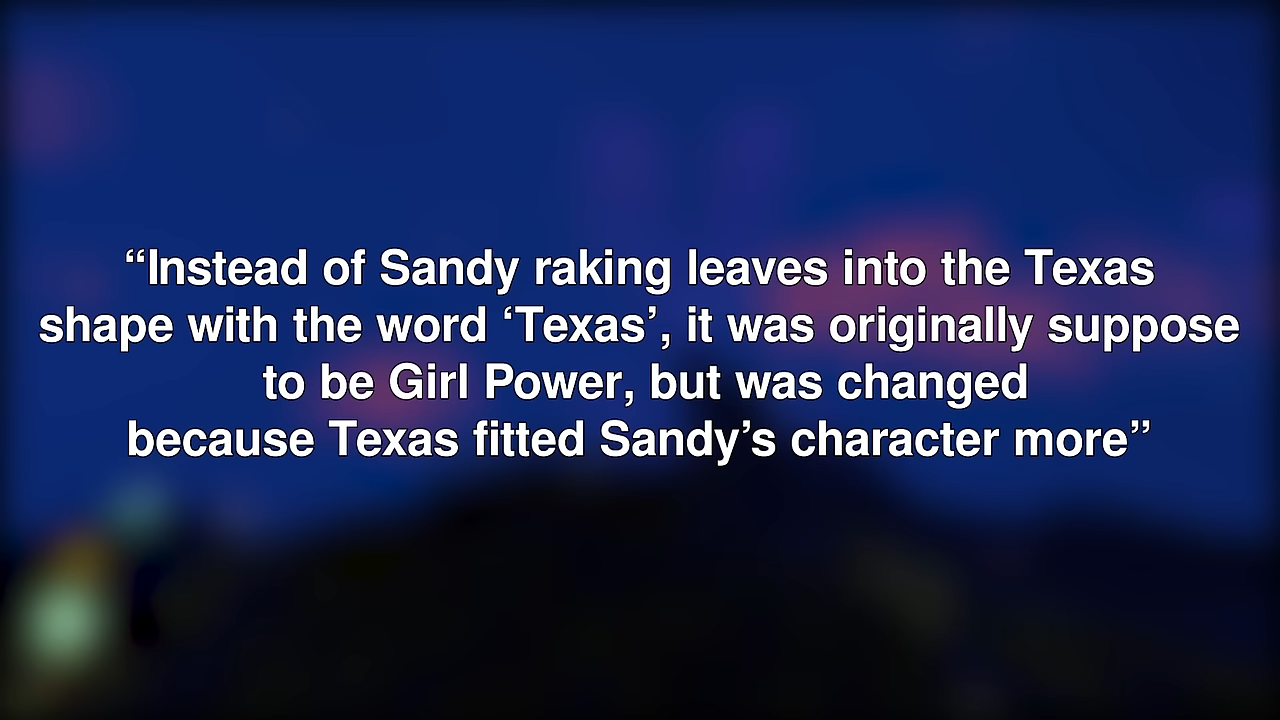 “Instead of Sandy raking leaves into the Texas
shape with the word ‘Texas’, it was originally suppose
to be Girl Power, but was changed
because Texas fitted Sandy’s character more”